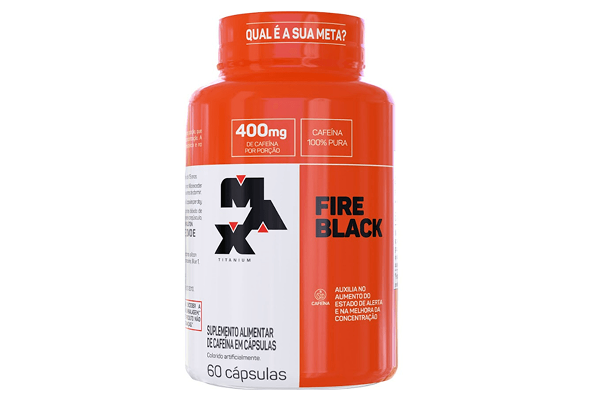 QUAL É A SUA META?
400mg
DE CAFEÍNA
POR PORÇÃO
CAFEÍNA
100% PURA
MAX
TITANIUM
FIRE
BLACK
CAFEÍNA
AUXILIA NO
AUMENTO DO
ESTADO DE ALERTA
E NA MELHORA DA
CONCENTRAÇÃO
SUPLEMENTO ALIMENTAR
DE CAFEÍNA EM CÁPSULAS
Colorido artificialmente
60 cápsulas